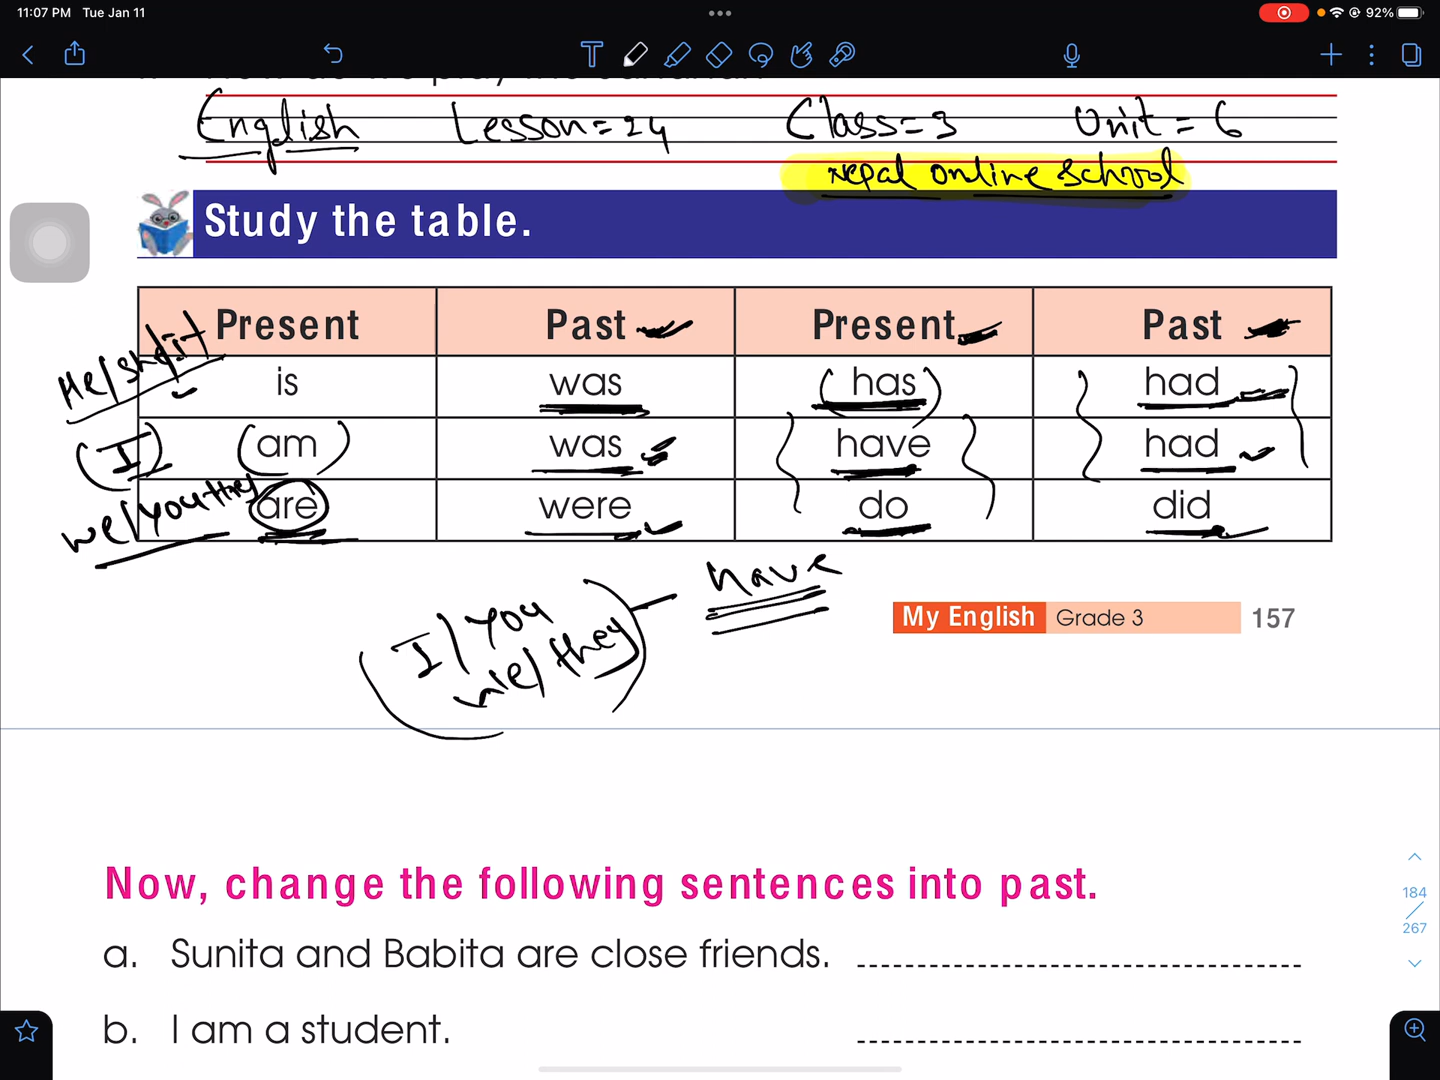 11:07 PM Tue Jan 11
92%
English Lesson=24 Class=3 Unit=6
Nepal online school
Study the table.
Present Past Present Past
He/she/it is was (has) had
(I) (am) was have had
we/you/they are were do did
have
I/you
we/they
My English Grade 3 157
Now, change the following sentences into past.
184
/
267
a. Sunita and Babita are close friends.
b. I am a student.